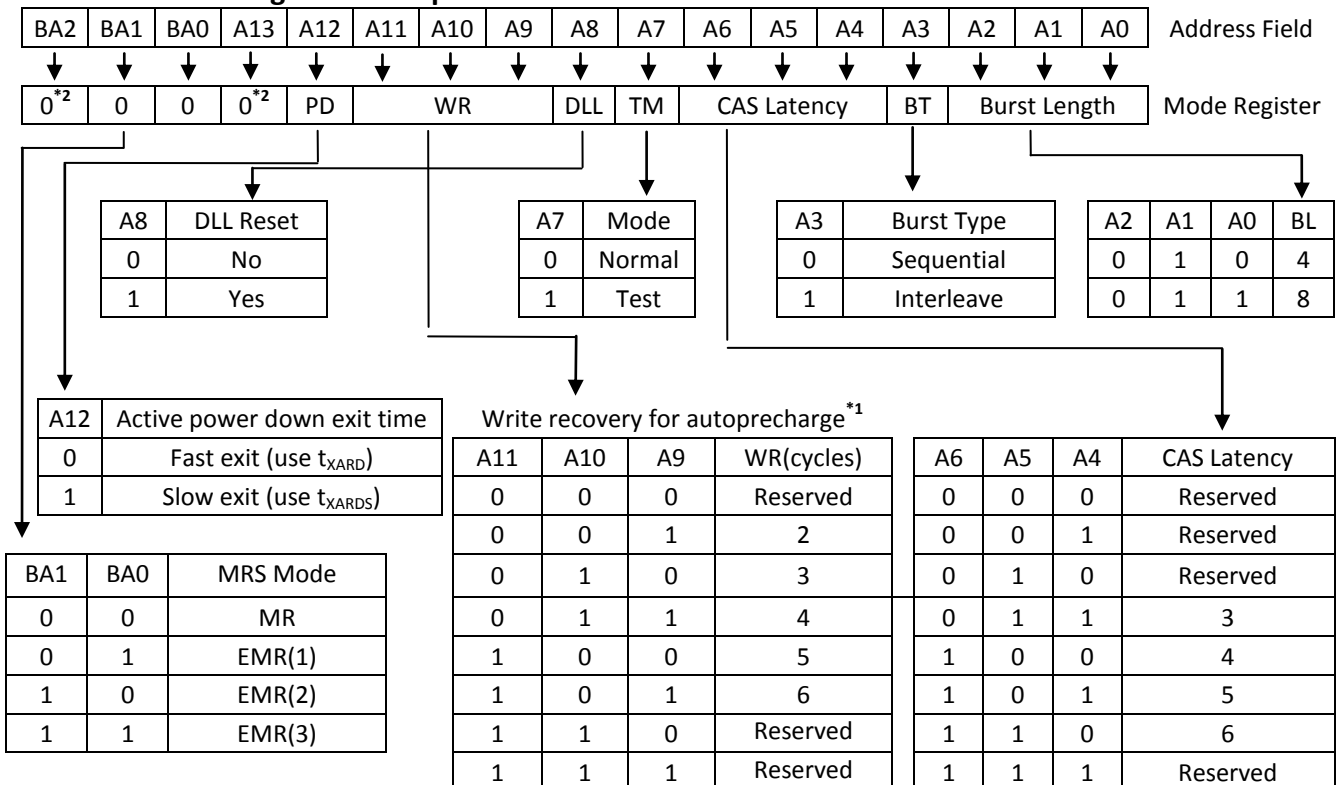 BA2 BA1 BA0 A13 A12 A11 A10 A9 A8 A7 A6 A5 A4 A3 A2 A1 A0 Address Field
0*2 0 0 0*2 PD WR DLL TM CAS Latency BT Burst Length Mode Register
A8 DLL Reset
0 No
1 Yes
A7 Mode
0 Normal
1 Test
A3 Burst Type
0 Sequential
1 Interleave
A2 A1 A0 BL
0 1 0 4
0 1 1 8
A12 Active power down exit time
0 Fast exit (use tXARD)
1 Slow exit (use tXARDS)
BA1 BA0 MRS Mode
0 0 MR
0 1 EMR(1)
1 0 EMR(2)
1 1 EMR(3)
Write recovery for autoprecharge*1
A11 A10 A9 WR(cycles)
0 0 0 Reserved
0 0 1 2
0 1 0 3
0 1 1 4
1 0 0 5
1 0 1 6
1 1 0 Reserved
1 1 1 Reserved
A6 A5 A4 CAS Latency
0 0 0 Reserved
0 0 1 Reserved
0 1 0 Reserved
0 1 1 3
1 0 0 4
1 0 1 5
1 1 0 6
1 1 1 Reserved